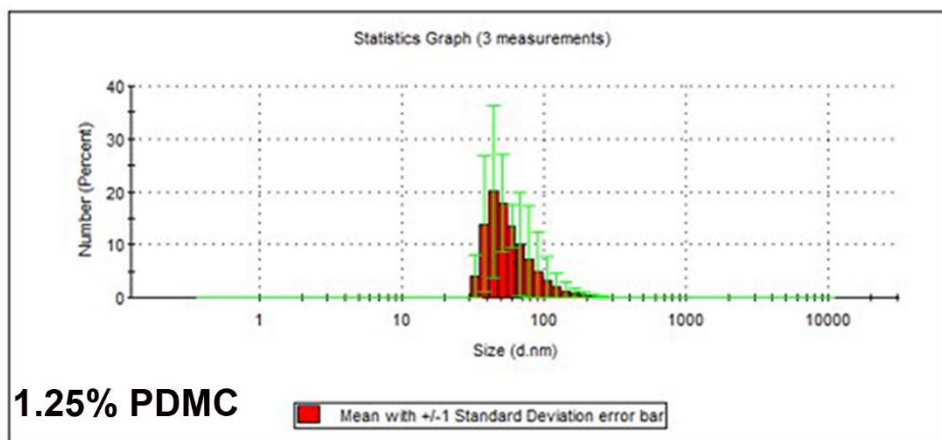 Statistics Graph (3 measurements)
Number (Percent)
40
30
20
10
0
1 10 100 1000 10000
Size (d.nm)
1.25% PDMC
Mean with +/-1 Standard Deviation error bar